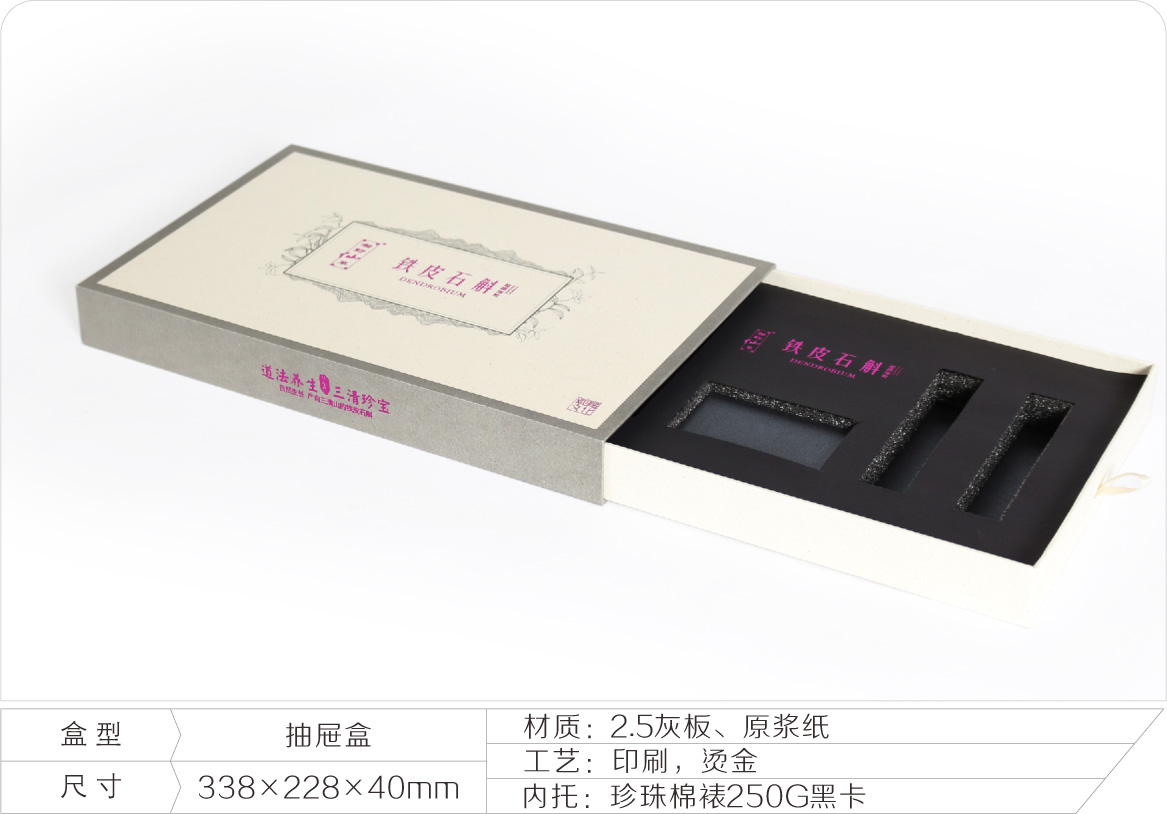 铁皮石斛
DENDROBIUM
道法养生 三清珍宝
铁皮石斛
DENDROBIUM
盒型
抽屉盒
材质：2.5灰板、原浆纸
工艺：印刷，烫金
尺寸
338×228×40mm
内托：珍珠棉裱250G黑卡